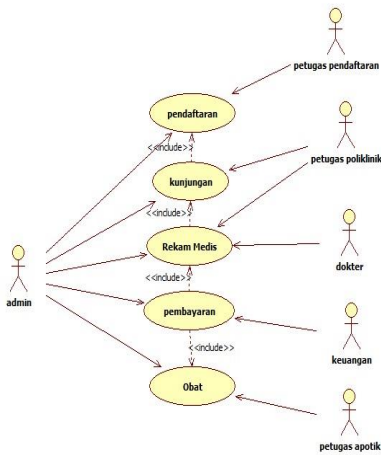 petugas pendaftaran
pendaftaran
<<include>>
petugas poliklinik
kunjungan
<<include>>
Rekam Medis
dokter
admin
<<include>>
pembayaran
<<include>>
keuangan
Obat
petugas apotik